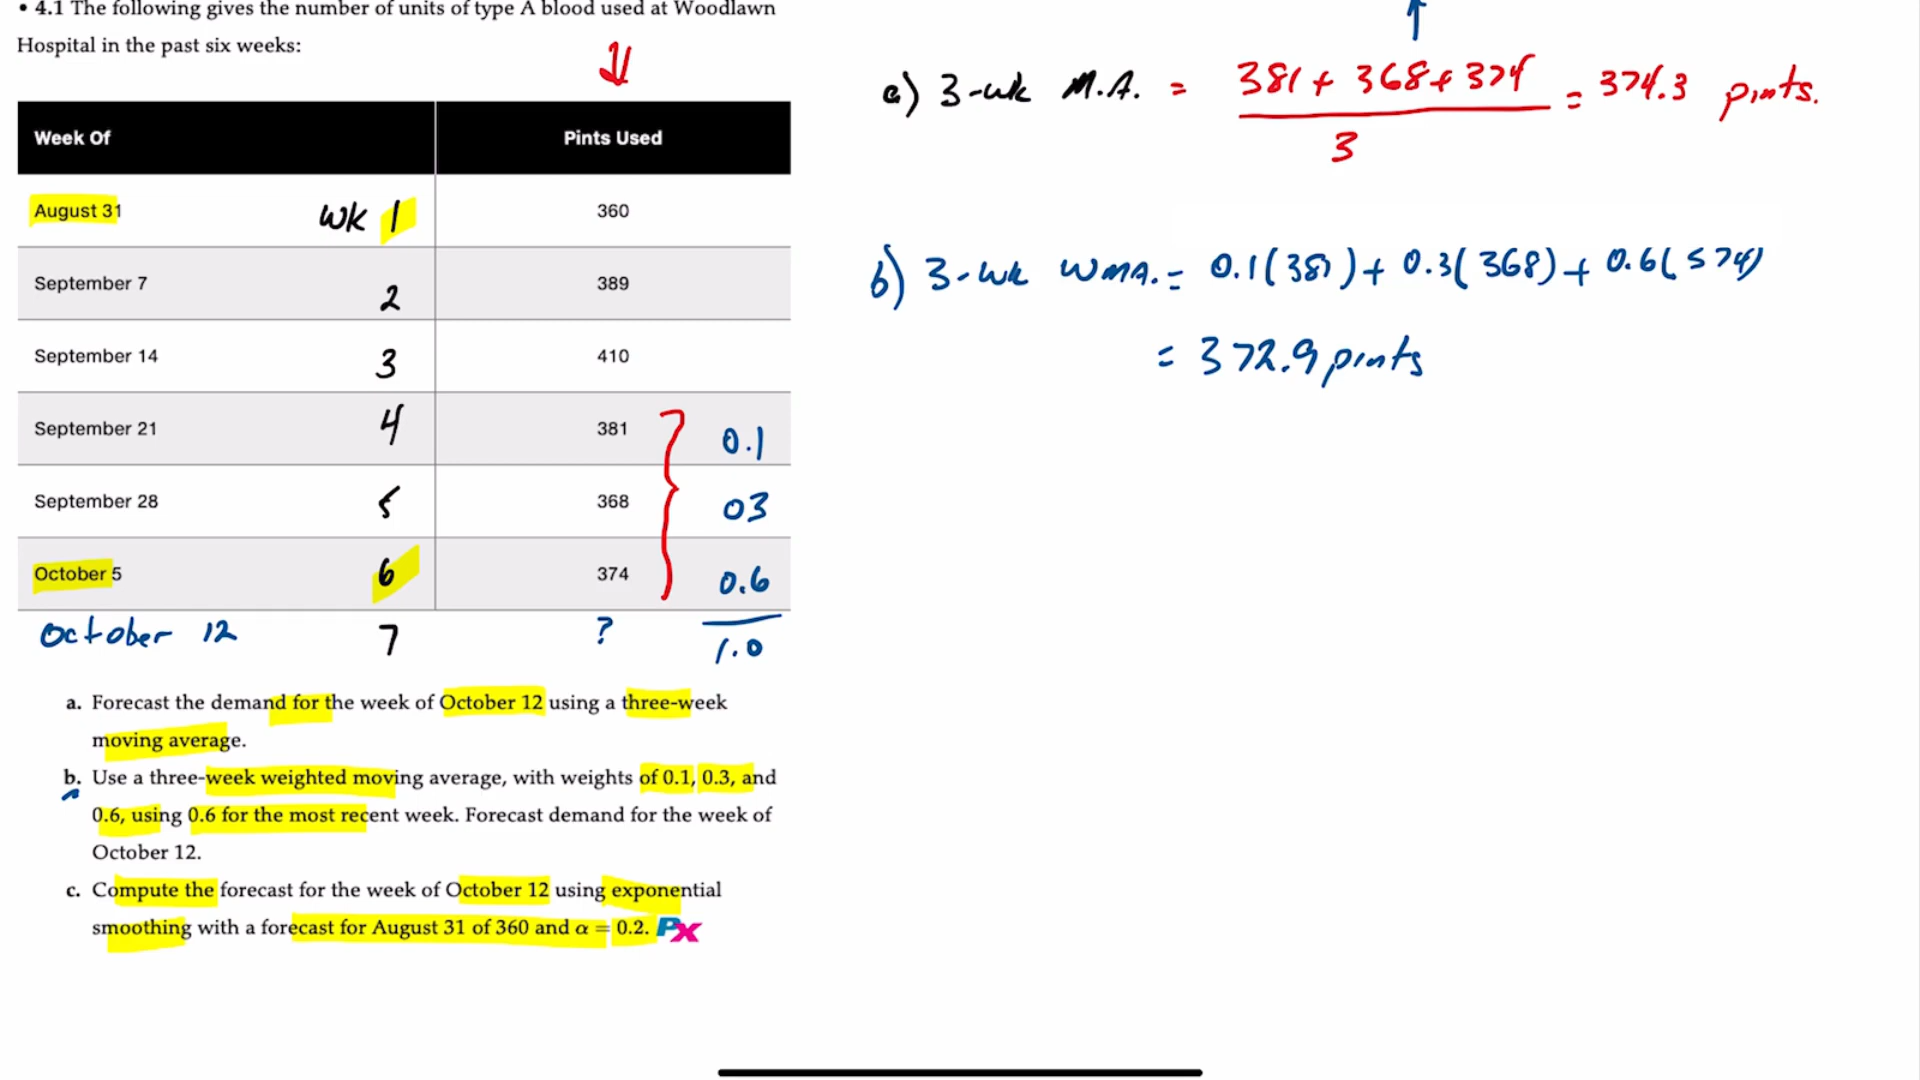 • 4.1 The following gives the number of units of type A blood used at Woodlawn
Hospital in the past six weeks:
Week Of Pints Used
August 31 wk 1 360
September 7 2 389
September 14 3 410
September 21 4 381 0.1
September 28 5 368 03
October 5 6 374 0.6
October 12 7 ? 1.0
a. Forecast the demand for the week of October 12 using a three-week
moving average.
b. Use a three-week weighted moving average, with weights of 0.1, 0.3, and
0.6, using 0.6 for the most recent week. Forecast demand for the week of
October 12.
c. Compute the forecast for the week of October 12 using exponential
smoothing with a forecast for August 31 of 360 and α = 0.2. PX
a) 3-wk M.A. = 381 + 368 + 374 = 374.3 pints.
3
b) 3-wk WMA. = 0.1(381) + 0.3(368) + 0.6(374)
= 372.9 pints